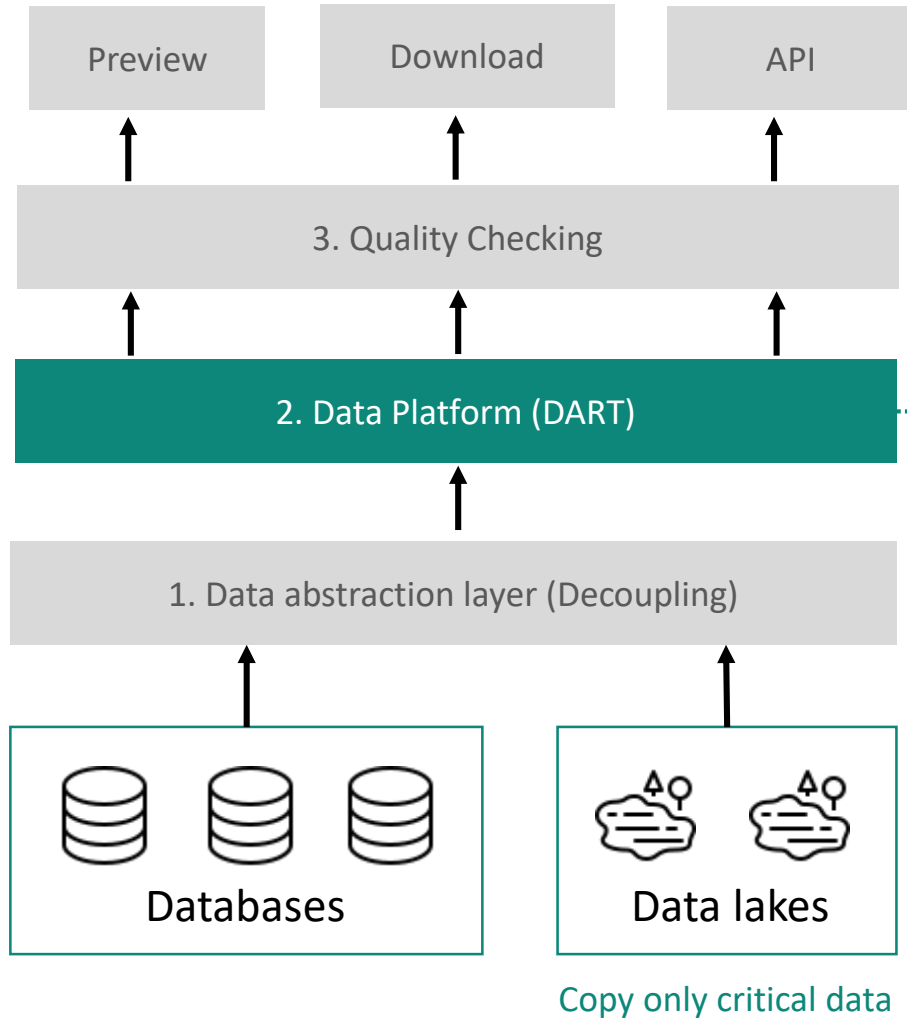 Preview
Download
API
3. Quality Checking
2. Data Platform (DART)
1. Data abstraction layer (Decoupling)
Databases
Data lakes
Copy only critical data